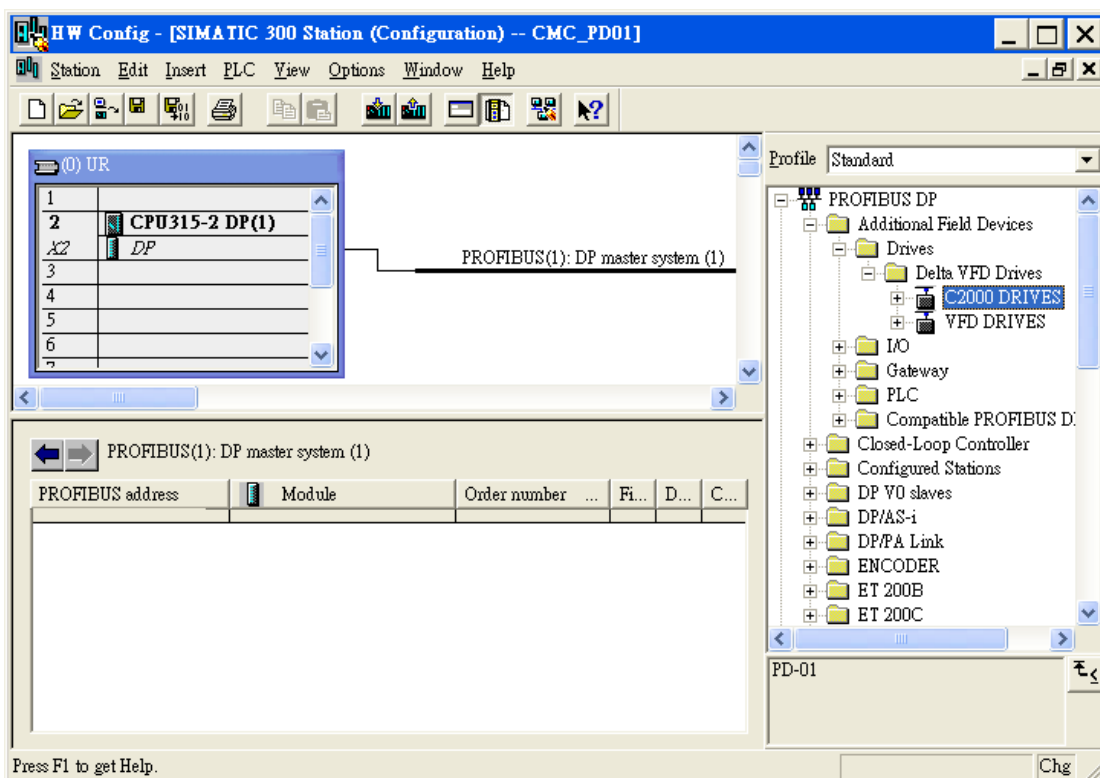 HW Config - [SIMATIC 300 Station (Configuration) -- CMC_PD01]
Station Edit Insert PLC View Options Window Help
(0) UR
1
2 CPU315-2 DP(1)
X2 DP
3
4
5
6
7
PROFIBUS(1): DP master system (1)
Profile Standard
PROFIBUS DP
Additional Field Devices
Drives
Delta VFD Drives
C2000 DRIVES
VFD DRIVES
I/O
Gateway
PLC
Compatible PROFIBUS D
Closed-Loop Controller
Configured Stations
DP V0 slaves
DP/AS-i
DP/PA Link
ENCODER
ET 200B
ET 200C
PD-01
PROFIBUS(1): DP master system (1)
PROFIBUS address Module Order number ... Fi... D... C...
Press F1 to get Help.
Chg